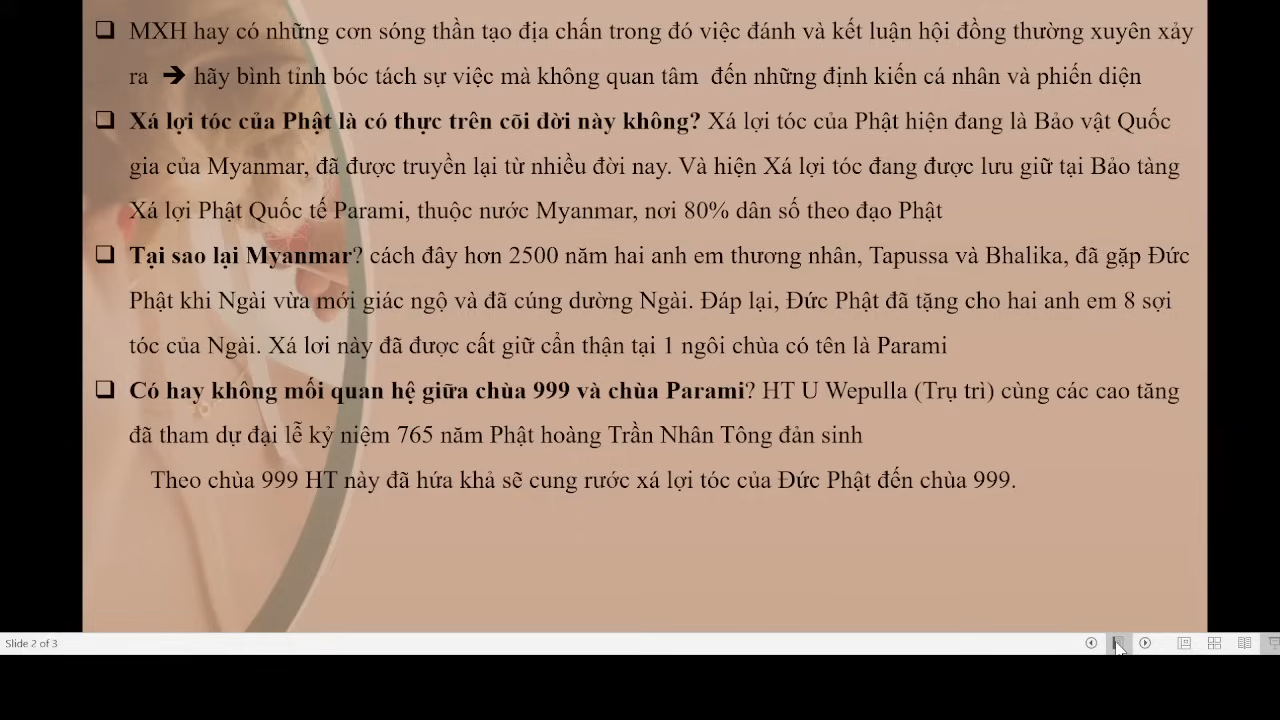 ❑ MXH hay có những cơn sóng thần tạo địa chấn trong đó việc đánh và kết luận hội đồng thường xuyên xảy
ra ➔ hãy bình tỉnh bóc tách sự việc mà không quan tâm đến những định kiến cá nhân và phiến diện
❑ Xá lợi tóc của Phật là có thực trên cõi đời này không? Xá lợi tóc của Phật hiện đang là Bảo vật Quốc
gia của Myanmar, đã được truyền lại từ nhiều đời nay. Và hiện Xá lợi tóc đang được lưu giữ tại Bảo tàng
Xá lợi Phật Quốc tế Parami, thuộc nước Myanmar, nơi 80% dân số theo đạo Phật
❑ Tại sao lại Myanmar? cách đây hơn 2500 năm hai anh em thương nhân, Tapussa và Bhalika, đã gặp Đức
Phật khi Ngài vừa mới giác ngộ và đã cúng dường Ngài. Đáp lại, Đức Phật đã tặng cho hai anh em 8 sợi
tóc của Ngài. Xá lơi này đã được cất giữ cẩn thận tại 1 ngôi chùa có tên là Parami
❑ Có hay không mối quan hệ giữa chùa 999 và chùa Parami? HT U Wepulla (Trụ trì) cùng các cao tăng
đã tham dự đại lễ kỷ niệm 765 năm Phật hoàng Trần Nhân Tông đản sinh
Theo chùa 999 HT này đã hứa khả sẽ cung rước xá lợi tóc của Đức Phật đến chùa 999.
Slide 2 of 3